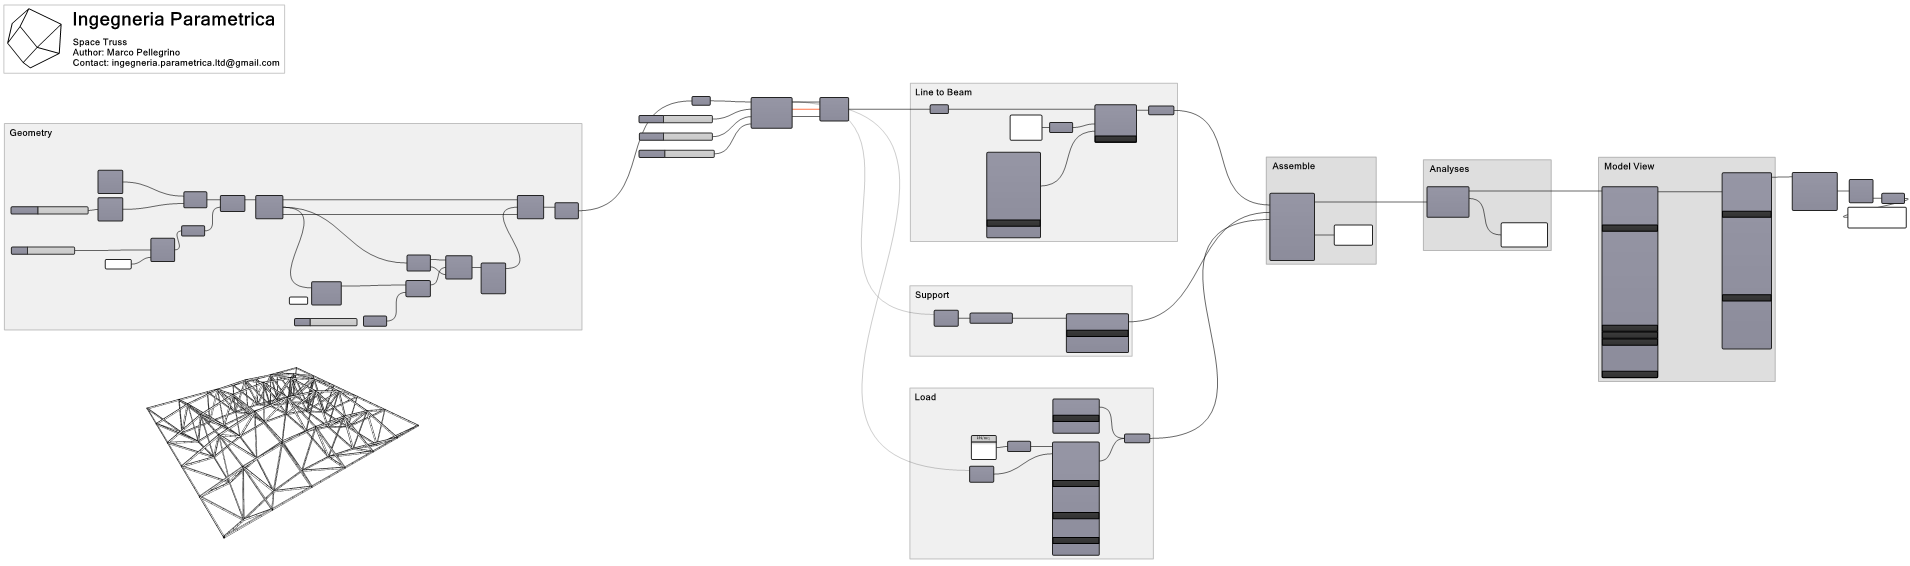 Ingegneria Parametrica
Space Truss
Author: Marco Pellegrino
Contact: ingegneria.parametrica.ltd@gmail.com
Geometry
Line to Beam
Support
Load
Assemble
Analyses
Model View